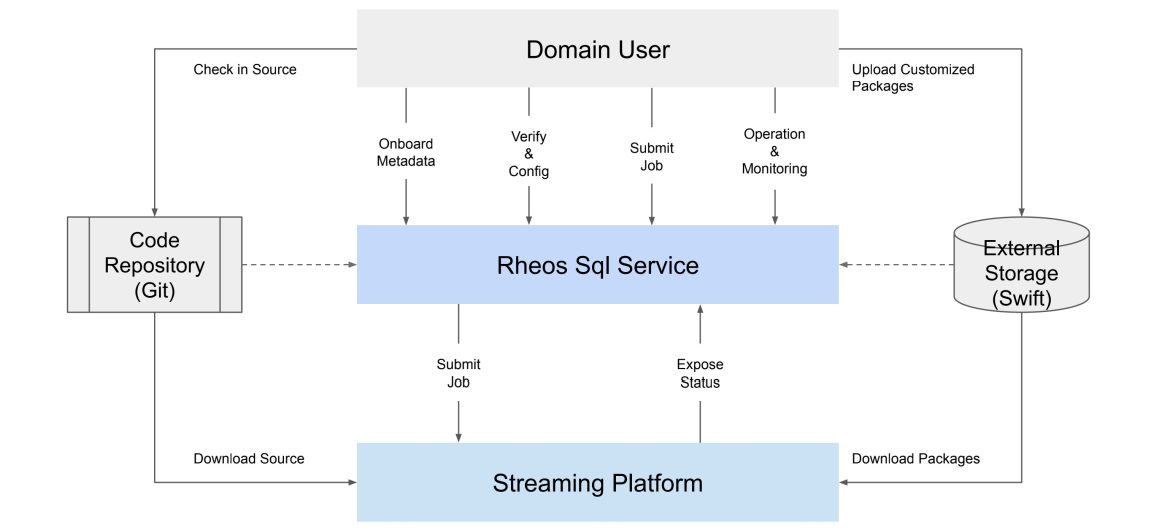 Domain User
Check in Source
Upload Customized
Packages
Onboard
Metadata
Verify
&
Config
Submit
Job
Operation
&
Monitoring
Code
Repository
(Git)
Rheos Sql Service
External
Storage
(Swift)
Submit
Job
Expose
Status
Download Source
Download Packages
Streaming Platform